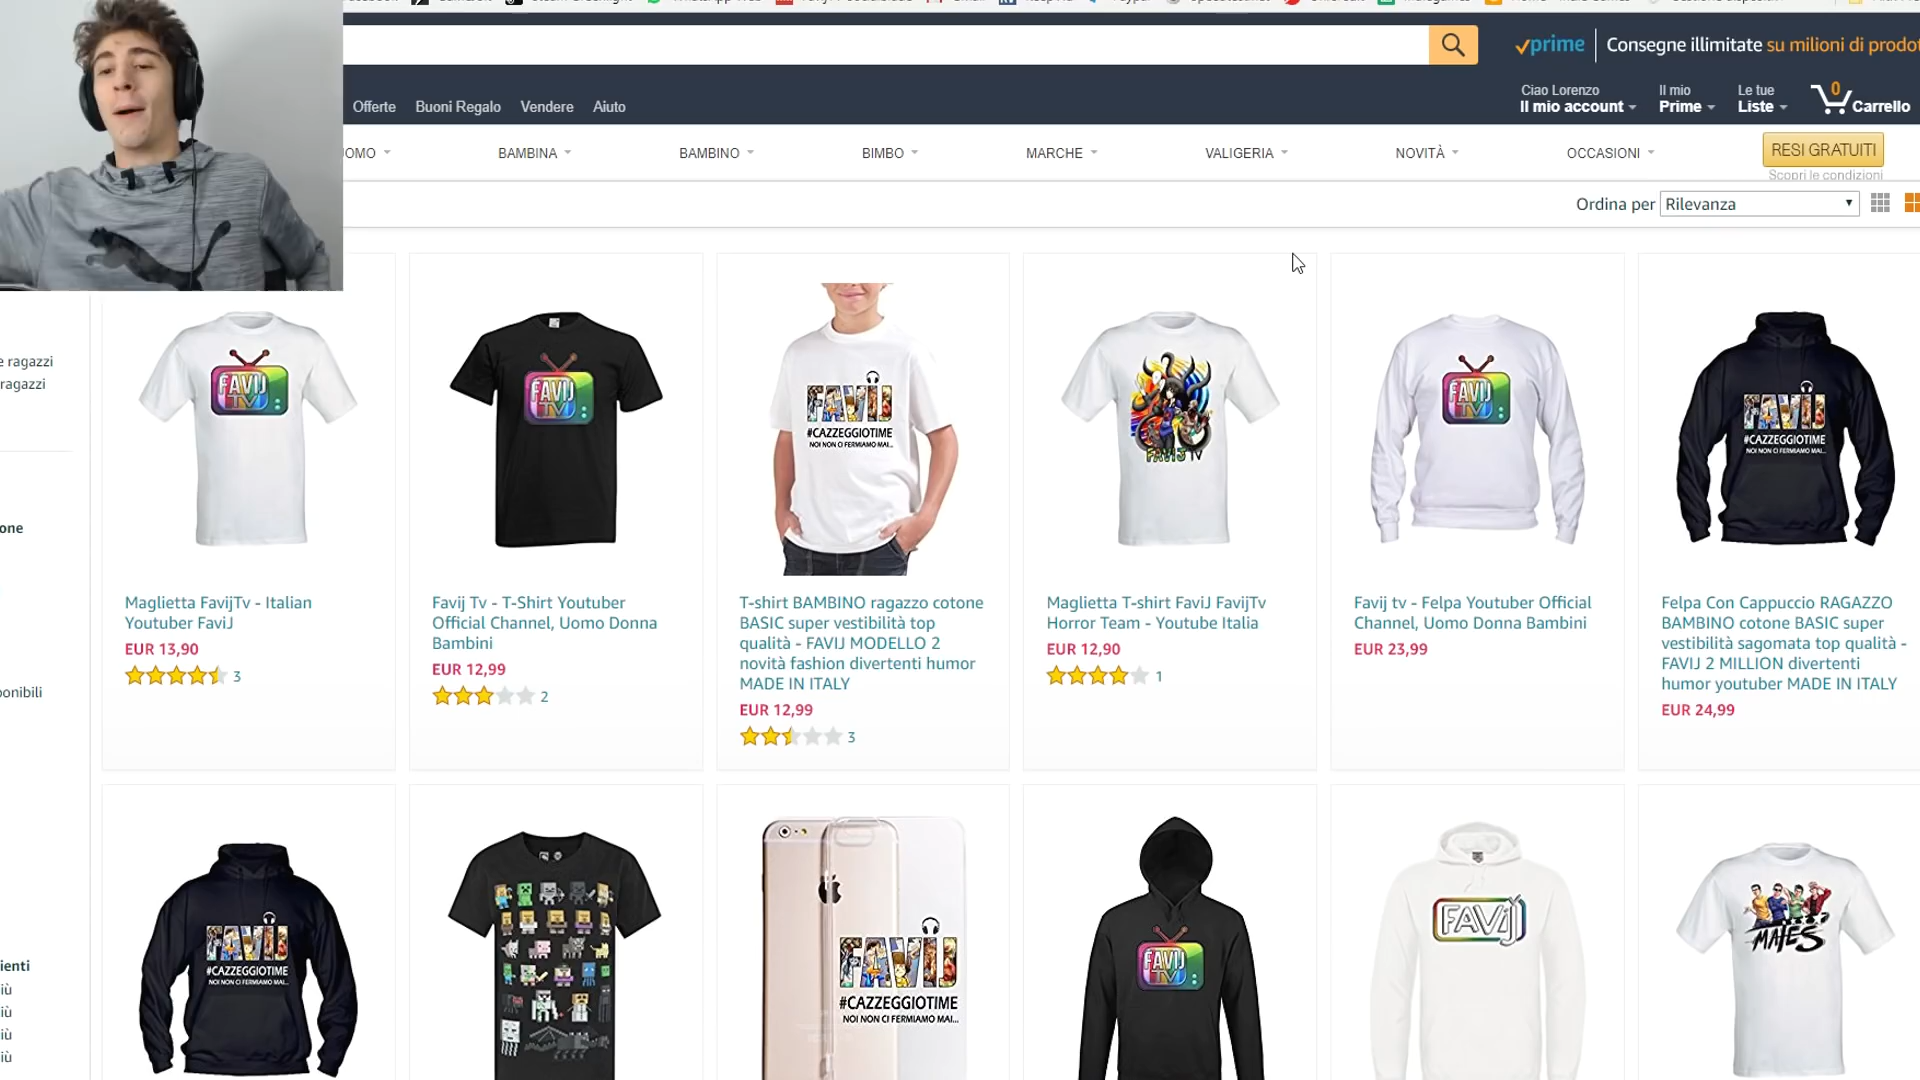 prime
Consegne illimitate su milioni di prodot
Offerte
Buoni Regalo
Vendere
Aiuto
Ciao Lorenzo
Il mio account
Il mio
Prime
Le tue
Liste
0
Carrello
UOMO
BAMBINA
BAMBINO
BIMBO
MARCHE
VALIGERIA
NOVITÀ
OCCASIONI
RESI GRATUITI
Scopri le condizioni
Ordina per
Rilevanza
e ragazzi
ragazzi
one
ponibili
ienti
iù
iù
iù
iù
FAVIJ
TV
Maglietta FavijTv - Italian
Youtuber FaviJ
EUR 13,90
3
FAVIJ
TV
Favij Tv - T-Shirt Youtuber
Official Channel, Uomo Donna
Bambini
EUR 12,99
2
FAVIJ
#CAZZEGGIOTIME
NOI NON CI FERMIAMO MAI...
T-shirt BAMBINO ragazzo cotone
BASIC super vestibilità top
qualità - FAVIJ MODELLO 2
novità fashion divertenti humor
MADE IN ITALY
EUR 12,99
3
FAVIJ TV
Maglietta T-shirt FaviJ FavijTv
Horror Team - Youtube Italia
EUR 12,90
1
FAVIJ
TV
Favij tv - Felpa Youtuber Official
Channel, Uomo Donna Bambini
EUR 23,99
FAVIJ
#CAZZEGGIOTIME
NOI NON CI FERMIAMO MAI...
Felpa Con Cappuccio RAGAZZO
BAMBINO cotone BASIC super
vestibilità sagomata top qualità -
FAVIJ 2 MILLION divertenti
humor youtuber MADE IN ITALY
EUR 24,99
FAVIJ
#CAZZEGGIOTIME
NOI NON CI FERMIAMO MAI...
FAVIJ
#CAZZEGGIOTIME
NOI NON CI FERMIAMO MAI...
FAVIJ
TV
FAVIJ
MATES